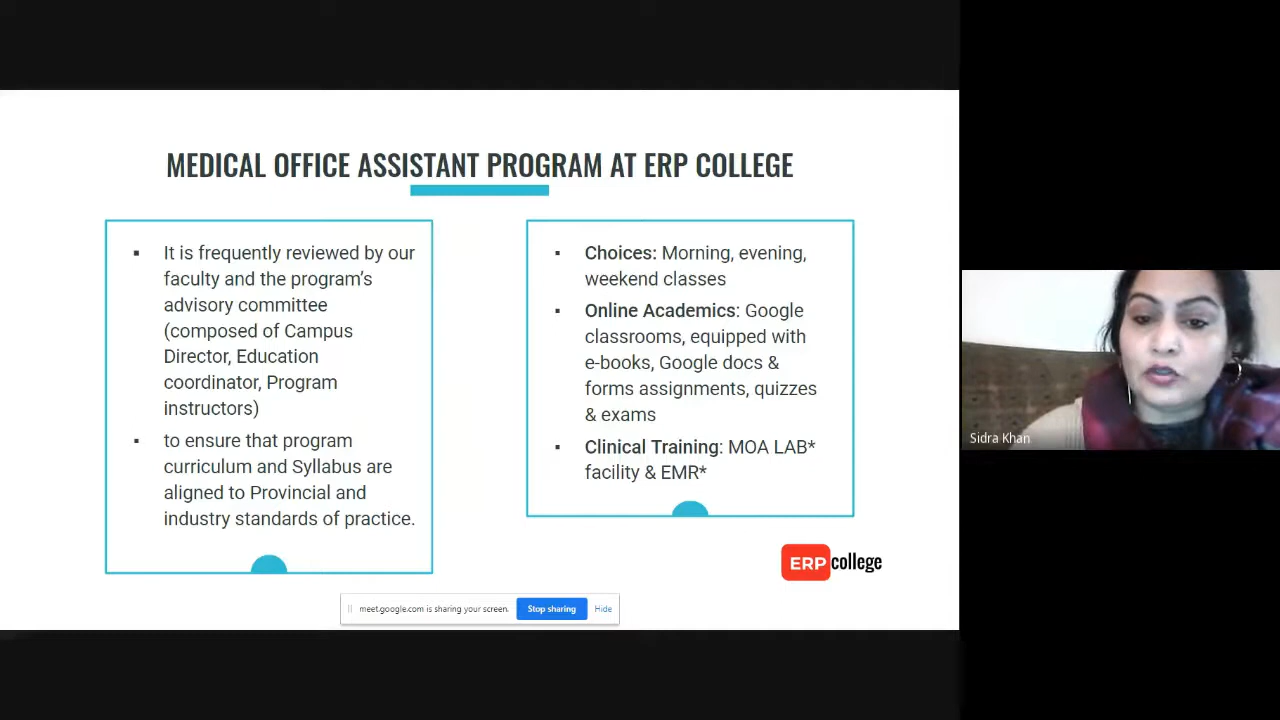 MEDICAL OFFICE ASSISTANT PROGRAM AT ERP COLLEGE
▪ It is frequently reviewed by our
faculty and the program's
advisory committee
(composed of Campus
Director, Education
coordinator, Program
instructors)
▪ to ensure that program
curriculum and Syllabus are
aligned to Provincial and
industry standards of practice.
▪ Choices: Morning, evening,
weekend classes
▪ Online Academics: Google
classrooms, equipped with
e-books, Google docs &
forms assignments, quizzes
& exams
▪ Clinical Training: MOA LAB*
facility & EMR*
ERP college
meet.google.com is sharing your screen. Stop sharing Hide
Sidra Khan